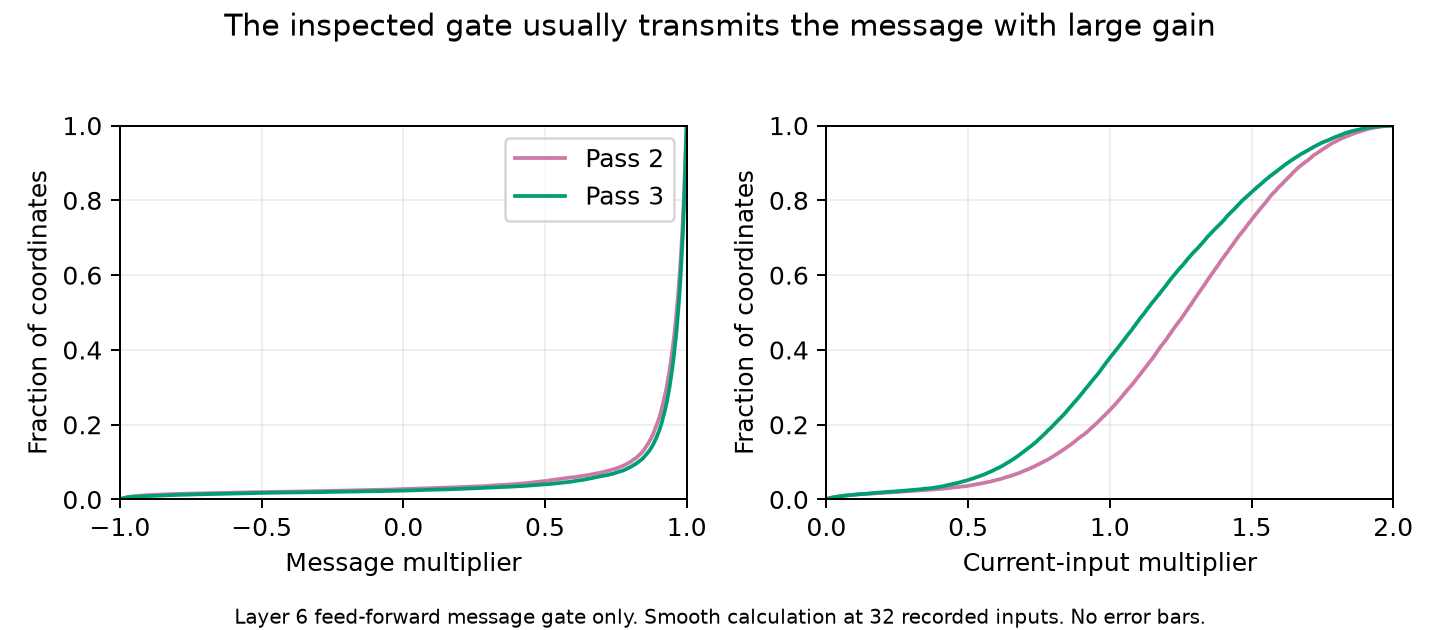 The inspected gate usually transmits the message with large gain
Fraction of coordinates
1.0
0.8
0.6
0.4
0.2
0.0
−1.0
−0.5
0.0
0.5
1.0
Message multiplier
Pass 2
Pass 3
Fraction of coordinates
1.0
0.8
0.6
0.4
0.2
0.0
0.0
0.5
1.0
1.5
2.0
Current-input multiplier
Layer 6 feed-forward message gate only. Smooth calculation at 32 recorded inputs. No error bars.